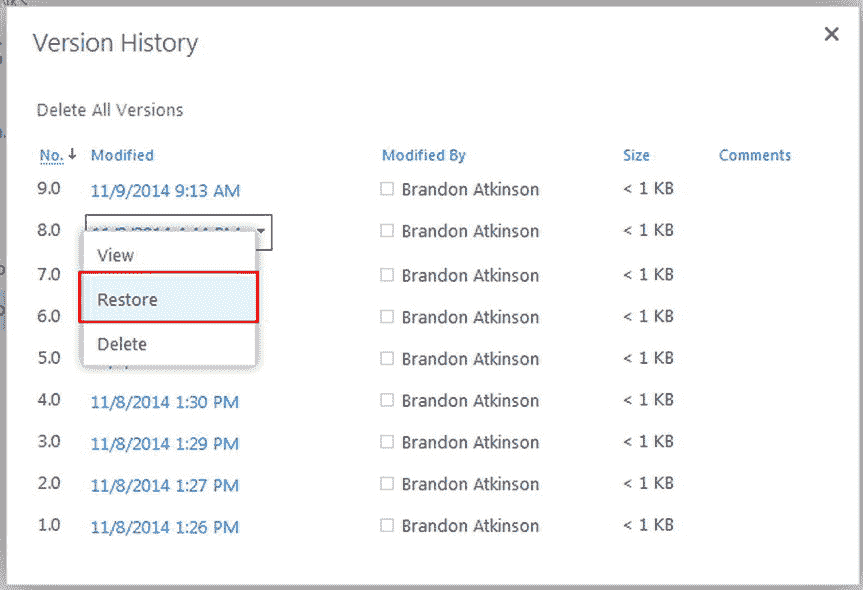 Version History
Delete All Versions
No. Modified Modified By Size Comments
9.0 11/9/2014 9:13 AM Brandon Atkinson < 1 KB
8.0 Brandon Atkinson < 1 KB
View
7.0 Brandon Atkinson < 1 KB
Restore
6.0 Brandon Atkinson < 1 KB
Delete
5.0 Brandon Atkinson < 1 KB
4.0 11/8/2014 1:30 PM Brandon Atkinson < 1 KB
3.0 11/8/2014 1:29 PM Brandon Atkinson < 1 KB
2.0 11/8/2014 1:27 PM Brandon Atkinson < 1 KB
1.0 11/8/2014 1:26 PM Brandon Atkinson < 1 KB